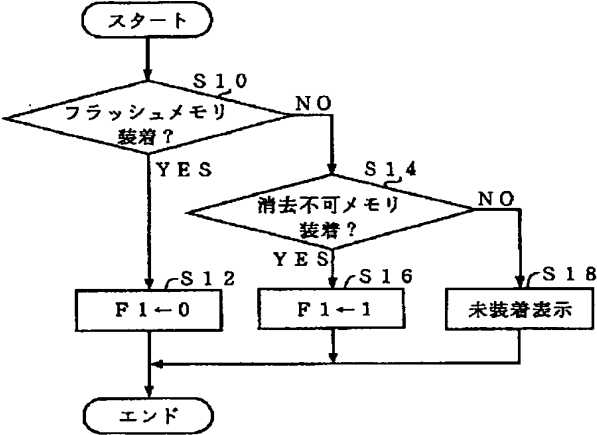 スタート
S10
フラッシュメモリ
装着？
NO
YES
S14
消去不可メモリ
装着？
NO
YES
S12
F1←0
S16
F1←1
S18
未装着表示
エンド